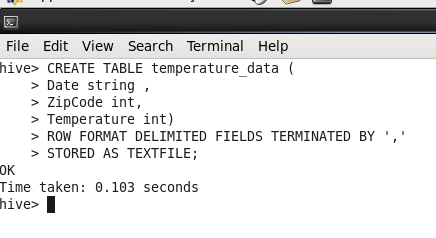 File Edit View Search Terminal Help
hive> CREATE TABLE temperature_data (
    > Date string ,
    > ZipCode int,
    > Temperature int)
    > ROW FORMAT DELIMITED FIELDS TERMINATED BY ','
    > STORED AS TEXTFILE;
OK
Time taken: 0.103 seconds
hive>